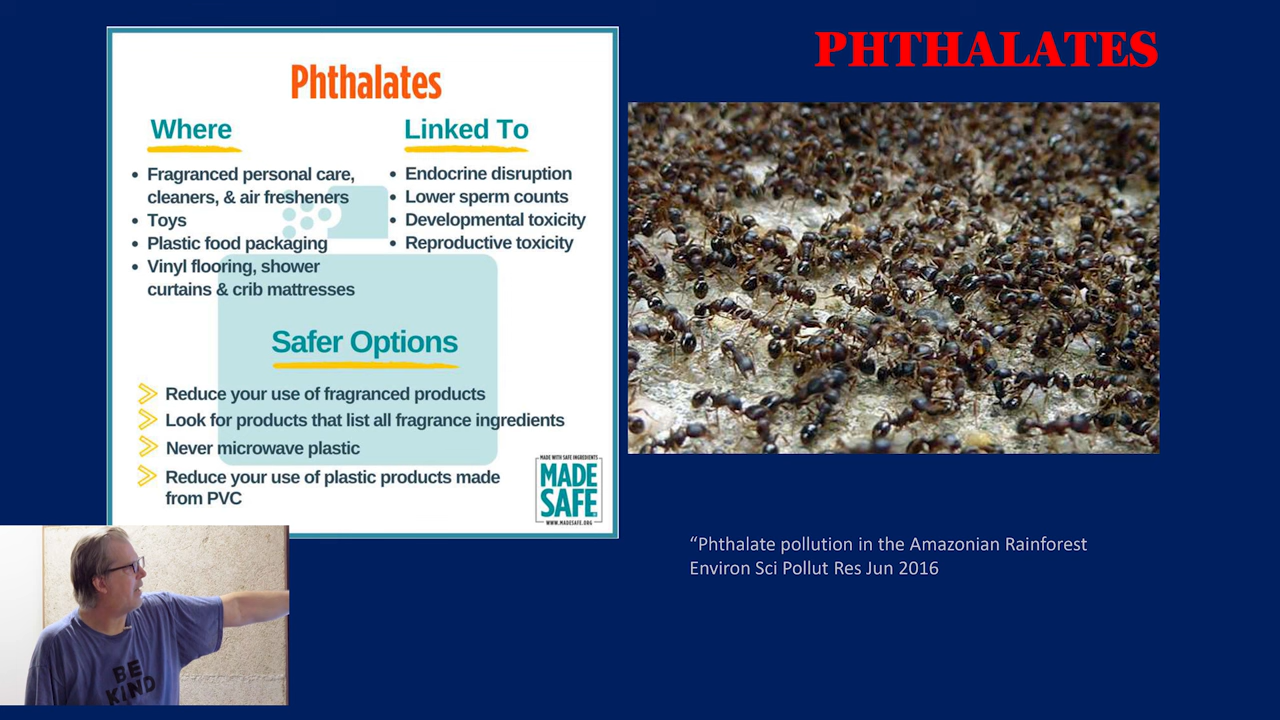 PHTHALATES
Phthalates
Where
Fragranced personal care,
cleaners, & air fresheners
Toys
Plastic food packaging
Vinyl flooring, shower
curtains & crib mattresses
Linked To
Endocrine disruption
Lower sperm counts
Developmental toxicity
Reproductive toxicity
Safer Options
Reduce your use of fragranced products
Look for products that list all fragrance ingredients
Never microwave plastic
Reduce your use of plastic products made
from PVC
MADE WITH SAFE INGREDIENTS
MADE
SAFE
WWW.MADESAFE.ORG
“Phthalate pollution in the Amazonian Rainforest
Environ Sci Pollut Res Jun 2016
BE
KIND